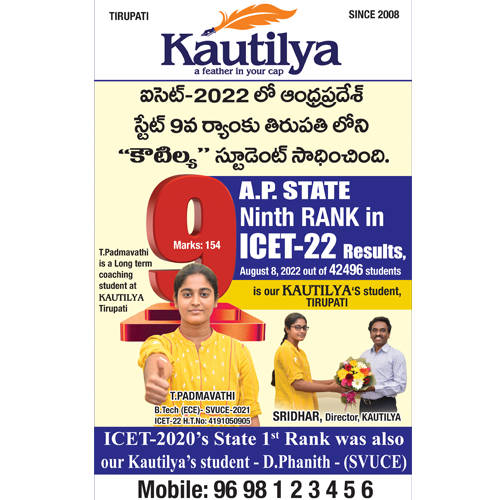 TIRUPATI
SINCE 2008
Kautilya
a feather in your cap
ఐసెట్-2022 లో ఆంధ్రప్రదేశ్
స్టేట్ 9వ ర్యాంకు తిరుపతి లోని
“కౌటిల్య” స్టూడెంట్ సాధించింది.
9
Marks: 154
A.P. STATE
Ninth RANK in
ICET-22 Results,
August 8, 2022 out of 42496 students
is our KAUTILYA‘S student,
TIRUPATI
T.Padmavathi
is a Long term
coaching
student at
KAUTILYA
Tirupati
T.PADMAVATHI
B.Tech (ECE)- SVUCE-2021
ICET-22 H.T.No: 4191050905
SRIDHAR, Director, KAUTILYA
ICET-2020’s State 1st Rank was also
our Kautilya’s student - D.Phanith - (SVUCE)
Mobile: 96 98 1 2 3 4 5 6